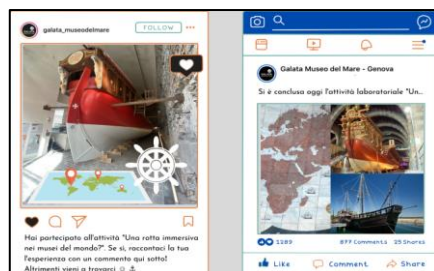 galata_museodelmare
FOLLOW
Hai partecipato all'attività "Una rotta immersiva
nei musei del mondo?". Se sì, raccontaci la tua
l'esperienza con un commento qui sotto!
Altrimenti vieni a trovarci
Galata Museo del Mare - Genova
Si è conclusa oggi l'attività laboratoriale "Un...
1289
877 Comments
25 Shares
Like
Comment
Share